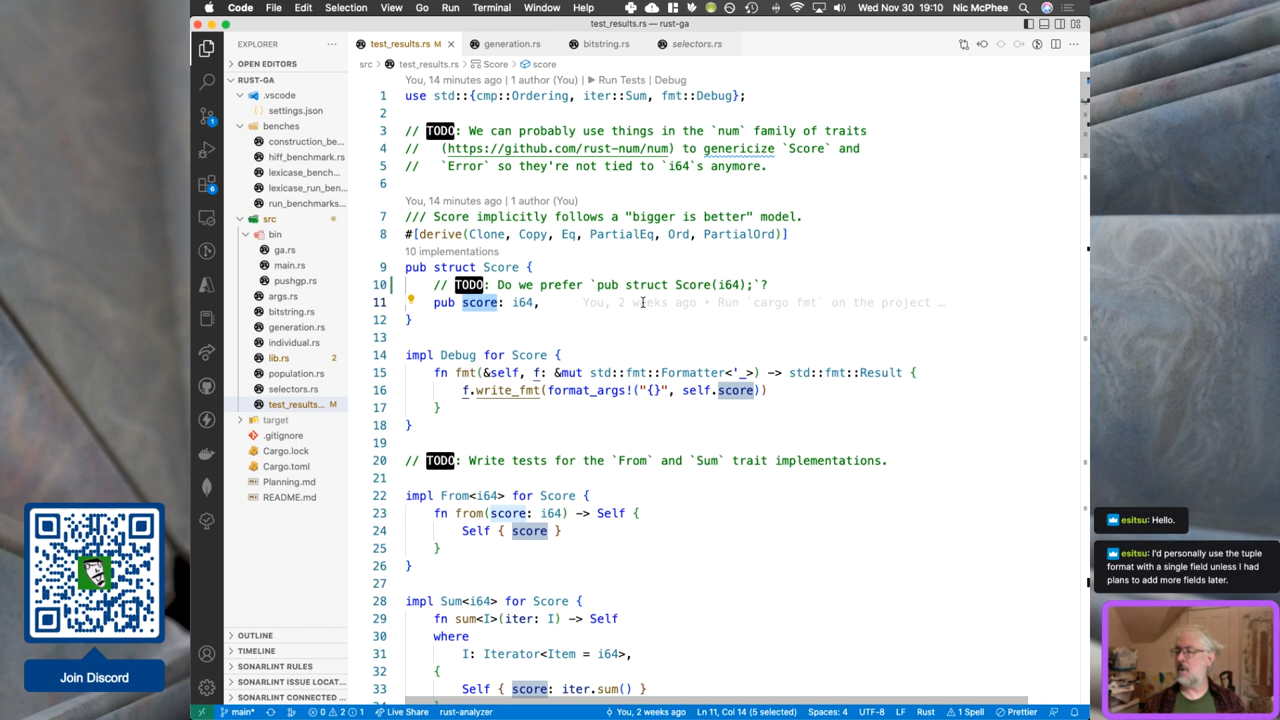 Code File Edit Selection View Go Run Terminal Window Help Wed Nov 30 19:10 Nic McPhee
test_results.rs — rust-ga
EXPLORER
OPEN EDITORS
RUST-GA
.vscode
settings.json
benches
construction_be...
hiff_benchmark.rs
lexicase_bench...
lexicase_run_ben...
run_benchmarks...
src
bin
ga.rs
main.rs
pushgp.rs
args.rs
bitstring.rs
generation.rs
individual.rs
lib.rs 2
population.rs
selectors.rs
test_results... M
target
.gitignore
Cargo.lock
Cargo.toml
Planning.md
README.md
OUTLINE
TIMELINE
SONARLINT RULES
SONARLINT ISSUE LOCAT...
SONARLINT CONNECTED ...
test_results.rs M generation.rs bitstring.rs selectors.rs
src > test_results.rs > Score > score
You, 14 minutes ago | 1 author (You) | Run Tests | Debug
1 use std::{cmp::Ordering, iter::Sum, fmt::Debug};
2
3 // TODO: We can probably use things in the `num` family of traits
4 // (https://github.com/rust-num/num) to genericize `Score` and
5 // `Error` so they're not tied to `i64`s anymore.
6
You, 14 minutes ago | 1 author (You)
7 /// Score implicitly follows a "bigger is better" model.
8 #[derive(Clone, Copy, Eq, PartialEq, Ord, PartialOrd)]
10 implementations
9 pub struct Score {
10 // TODO: Do we prefer `pub struct Score(i64);`?
11 pub score: i64, You, 2 weeks ago • Run `cargo fmt` on the project …
12 }
13
14 impl Debug for Score {
15 fn fmt(&self, f: &mut std::fmt::Formatter<'_>) -> std::fmt::Result {
16 f.write_fmt(format_args!("{}", self.score))
17 }
18 }
19
20 // TODO: Write tests for the `From` and `Sum` trait implementations.
21
22 impl From<i64> for Score {
23 fn from(score: i64) -> Self {
24 Self { score }
25 }
26 }
27
28 impl Sum<i64> for Score {
29 fn sum<I>(iter: I) -> Self
30 where
31 I: Iterator<Item = i64>,
32 {
33 Self { score: iter.sum() }
esitsu: Hello.
esitsu: I'd personally use the tuple
format with a single field unless I had
plans to add more fields later.
Join Discord
main* 0 2 1 Live Share rust-analyzer You, 2 weeks ago Ln 11, Col 14 (5 selected) Spaces: 4 UTF-8 LF Rust 1 Spell Prettier